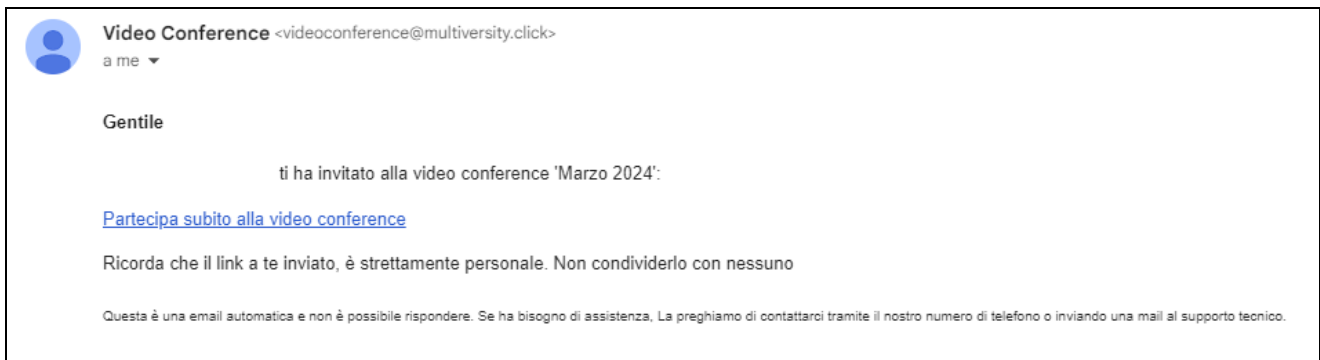 Video Conference <videoconference@multiversity.click>
a me
Gentile
ti ha invitato alla video conference 'Marzo 2024':
Partecipa subito alla video conference
Ricorda che il link a te inviato, è strettamente personale. Non condividerlo con nessuno
Questa è una email automatica e non è possibile rispondere. Se ha bisogno di assistenza, La preghiamo di contattarci tramite il nostro numero di telefono o inviando una mail al supporto tecnico.